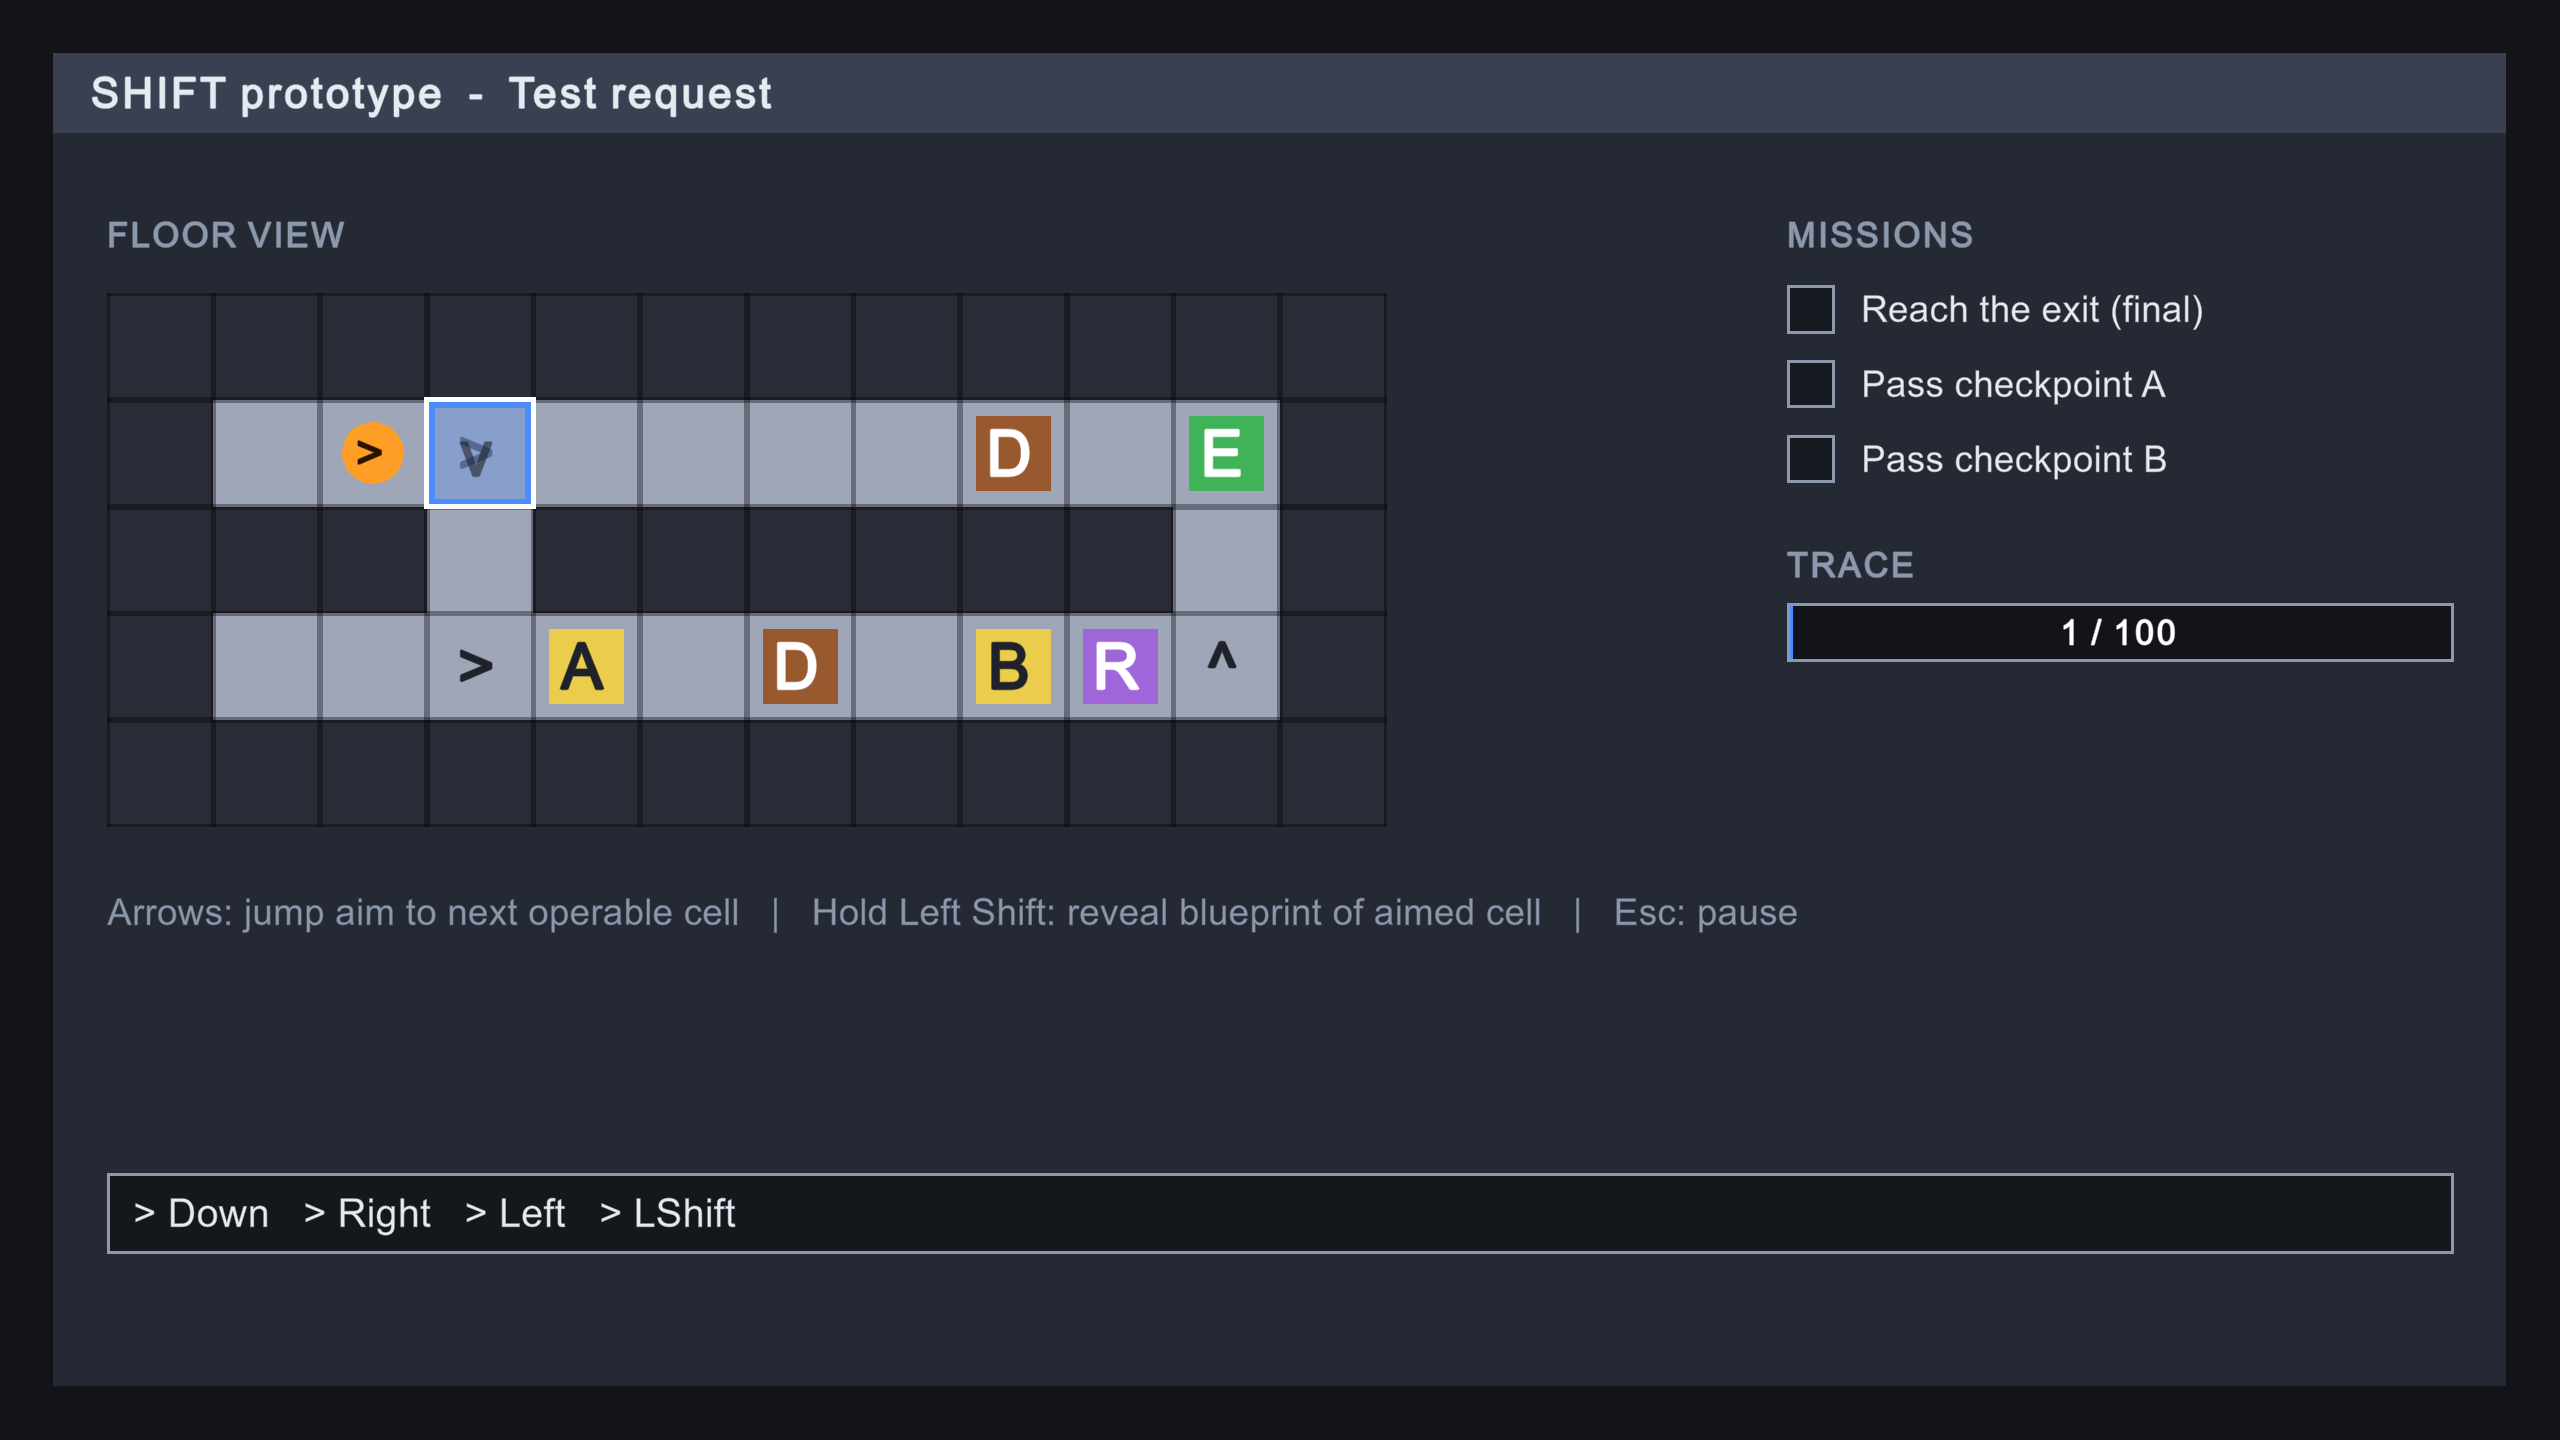 SHIFT prototype - Test request
FLOOR VIEW
MISSIONS
Reach the exit (final)
Pass checkpoint A
Pass checkpoint B
TRACE
1 / 100
> D E
> A D B R ^
Arrows: jump aim to next operable cell | Hold Left Shift: reveal blueprint of aimed cell | Esc: pause
> Down > Right > Left > LShift